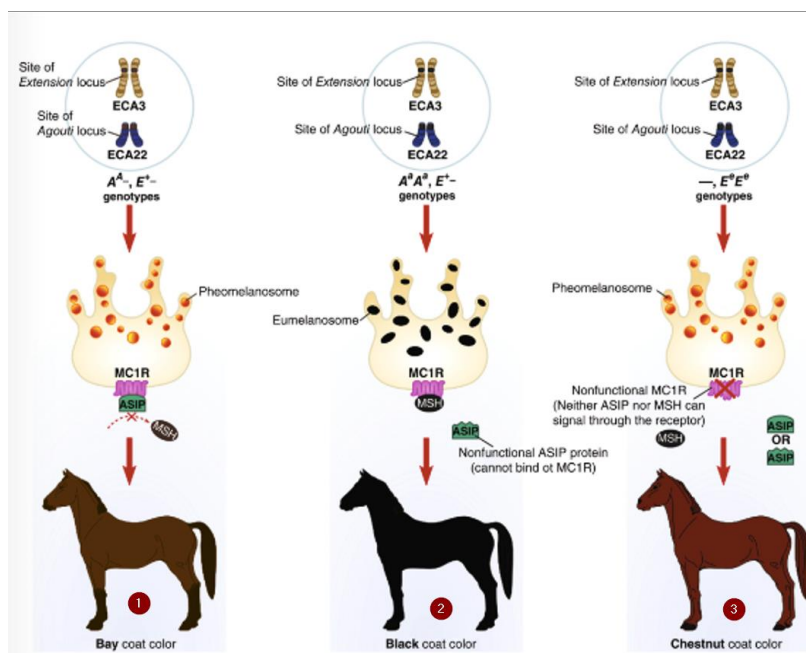 Site of
Extension locus
ECA3
Site of
Agouti locus
ECA22
A^A–, E^+–
genotypes
Pheomelanosome
MC1R
ASIP
MSH
1
Bay coat color
Site of Extension locus
ECA3
Site of Agouti locus
ECA22
A^aA^a, E^+–
genotypes
Eumelanosome
MC1R
MSH
ASIP
Nonfunctional ASIP protein
(cannot bind ot MC1R)
2
Black coat color
Site of Extension locus
ECA3
Site of Agouti locus
ECA22
—, E^eE^e
genotypes
Pheomelanosome
MC1R
Nonfunctional MC1R
(Neither ASIP nor MSH can
signal through the receptor)
MSH
ASIP
OR
ASIP
3
Chestnut coat color